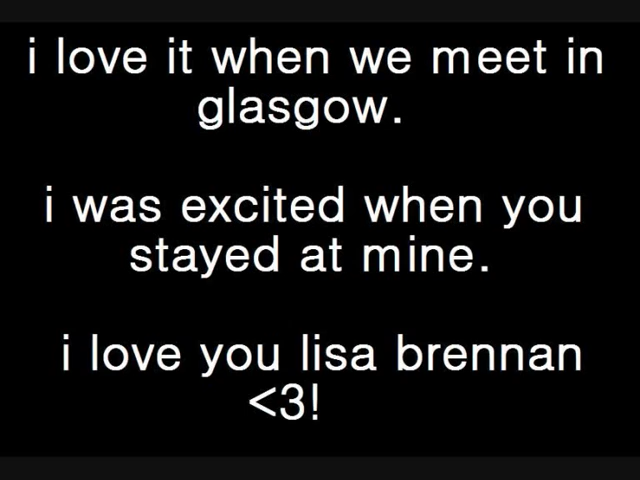 i love it when we meet in
glasgow.
i was excited when you
stayed at mine.
i love you lisa brennan
<3!